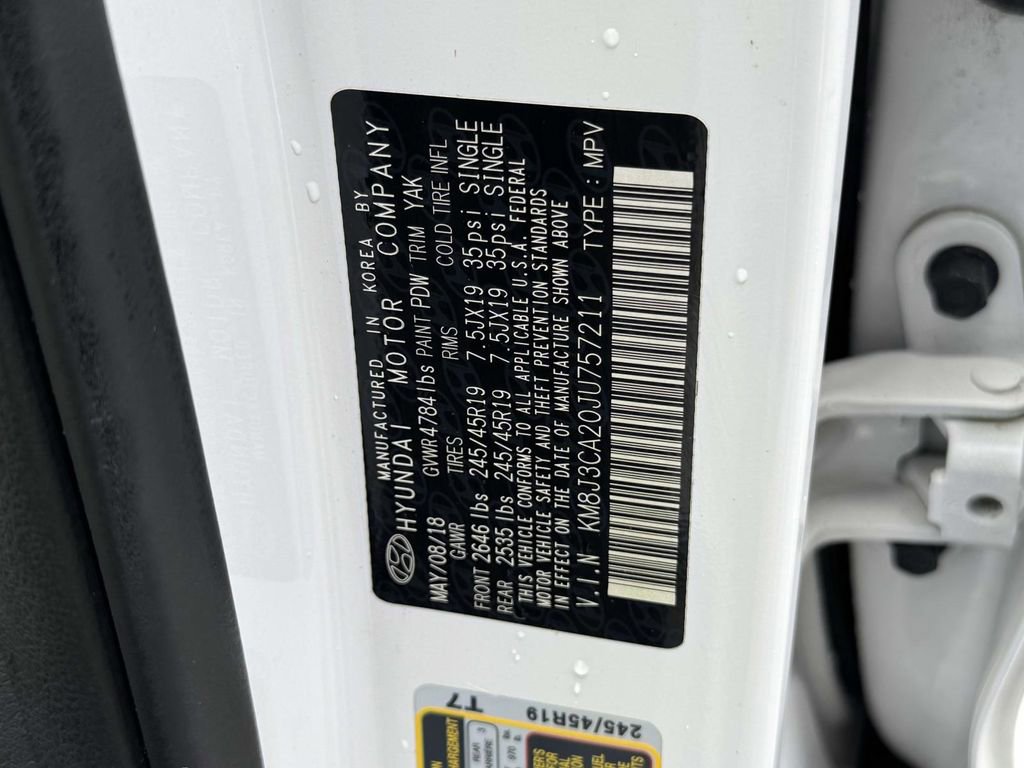 MANUFACTURED IN KOREA BY
HYUNDAI MOTOR COMPANY
MAY/08/18 GVWR 4784 lbs PAINT PDW TRIM YAK
GAWR TIRES RIMS COLD TIRE INFL
FRONT 2646 lbs 245/45R19 7.5JX19 35psi SINGLE
REAR 2535 lbs 245/45R19 7.5JX19 35psi SINGLE
THIS VEHICLE CONFORMS TO ALL APPLICABLE U.S.A. FEDERAL
MOTOR VEHICLE SAFETY AND THEFT PREVENTION STANDARDS
IN EFFECT ON THE DATE OF MANUFACTURE SHOWN ABOVE
V.I.N KM8J3CA20JU757211 TYPE : MPV
T7
245/45R19
REAR 3